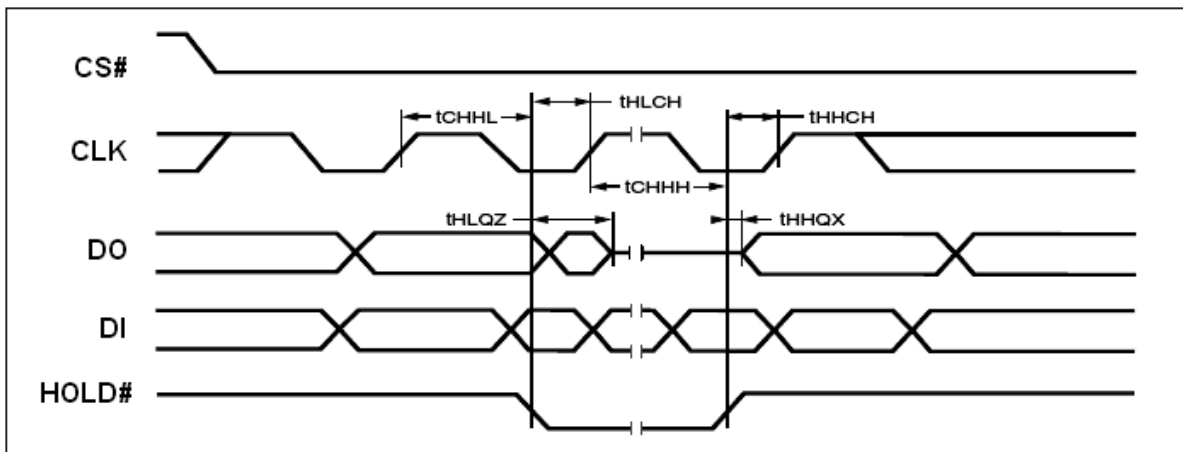 CS#
tHLCH
tCHHL
tHHCH
CLK
tCHHH
tHLQZ
tHHQX
DO
DI
HOLD#